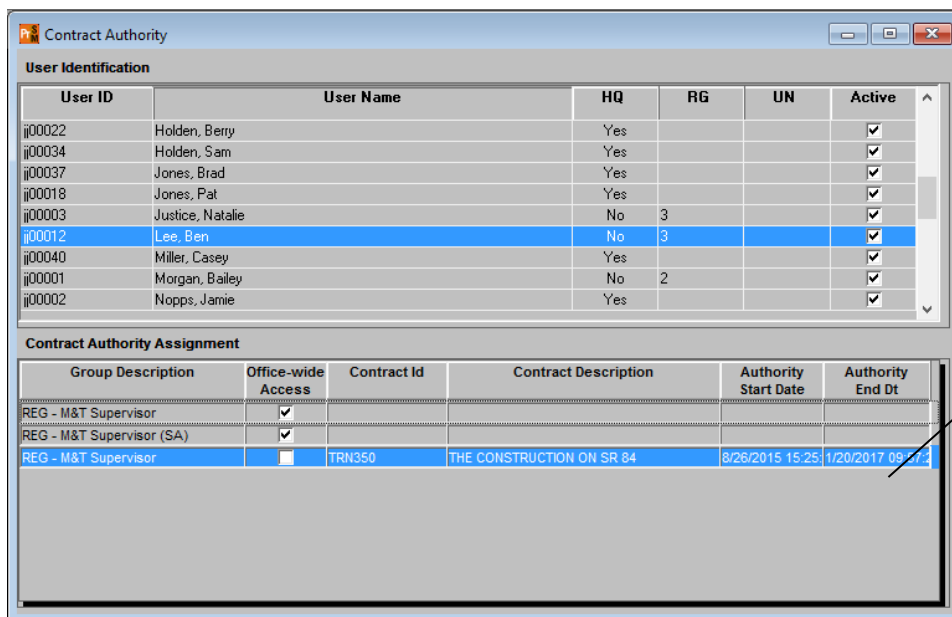 Contract Authority
User Identification
User ID User Name HQ RG UN Active
jj00022 Holden, Berry Yes
jj00034 Holden, Sam Yes
jj00037 Jones, Brad Yes
jj00018 Jones, Pat Yes
jj00003 Justice, Natalie No 3
jj00012 Lee, Ben No 3
jj00040 Miller, Casey Yes
jj00001 Morgan, Bailey No 2
jj00002 Nopps, Jamie Yes
Contract Authority Assignment
Group Description Office-wide Access Contract Id Contract Description Authority Start Date Authority End Dt
REG - M&T Supervisor
REG - M&T Supervisor (SA)
REG - M&T Supervisor TRN350 THE CONSTRUCTION ON SR 84 8/26/2015 15:25: 1/20/2017 09:57:2